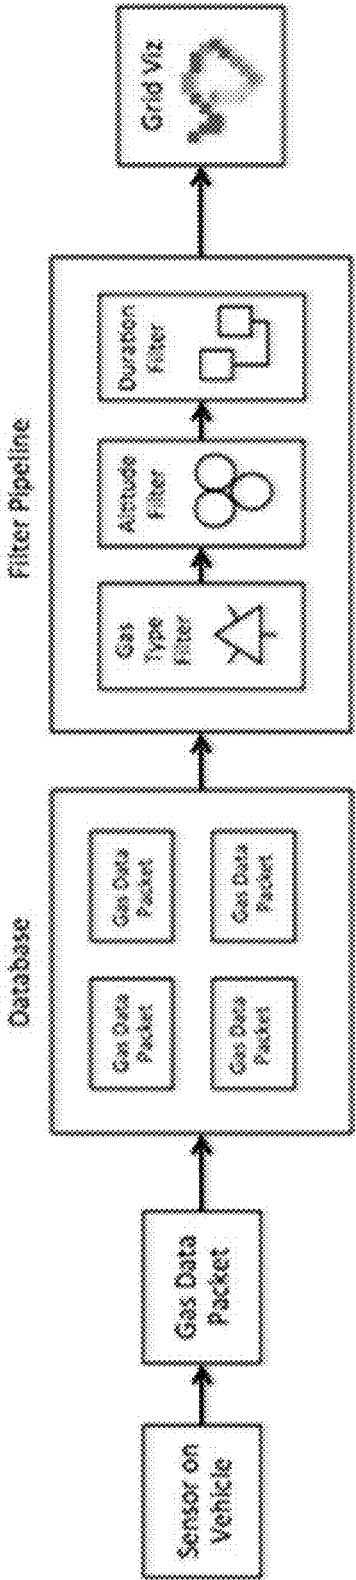 Sensor on
Vehicle
Gas Data
Packet
Database
Gas Data
Packet
Gas Data
Packet
Gas Data
Packet
Gas Data
Packet
Filter Pipeline
Gas
Type
Filter
Altitude
Filter
Duration
Filter
Grid Viz